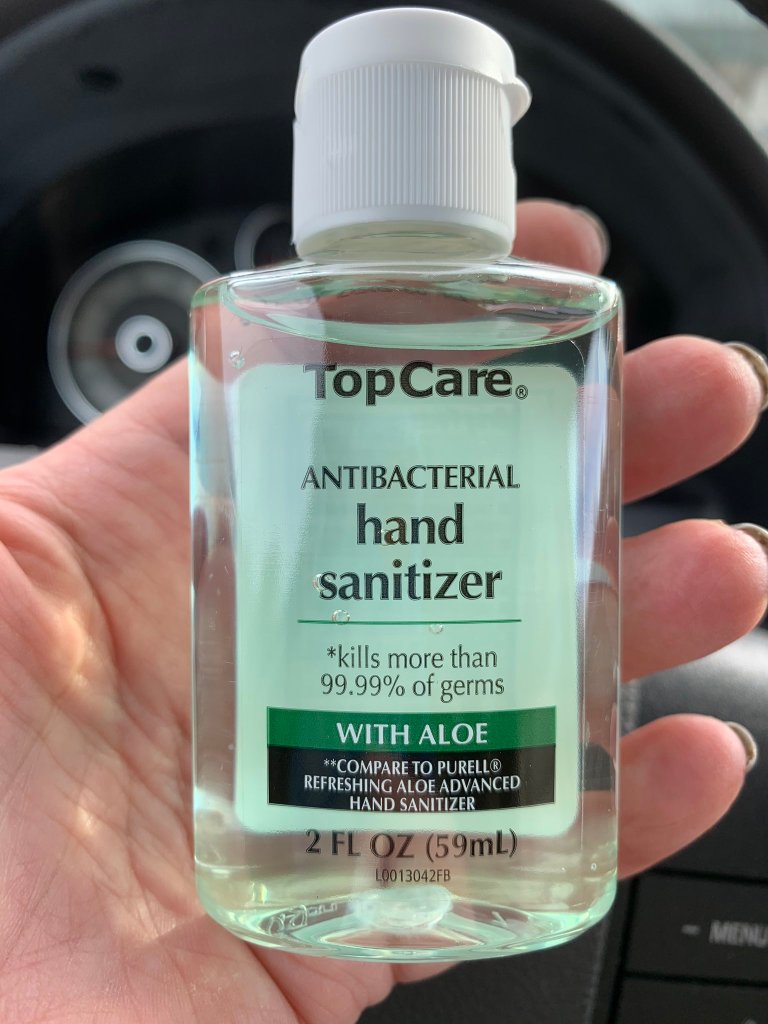 TopCare®
ANTIBACTERIAL
hand
sanitizer
*kills more than
99.99% of germs
WITH ALOE
**COMPARE TO PURELL®
REFRESHING ALOE ADVANCED
HAND SANITIZER
2 FL OZ (59mL)
L0013042FB
MENU